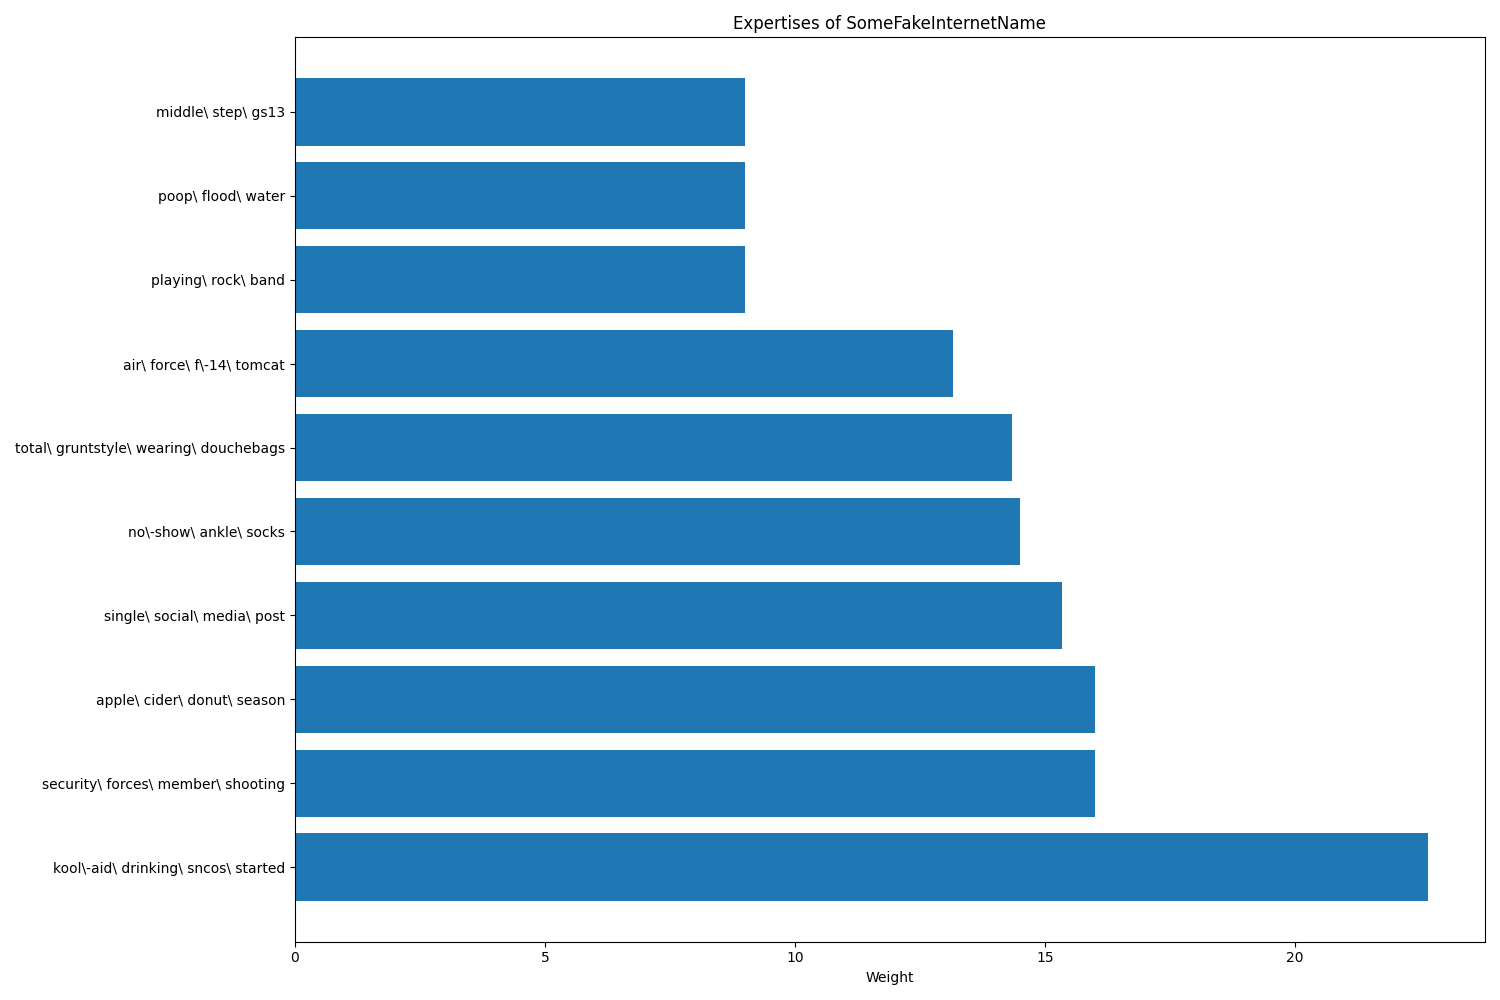 Expertises of SomeFakeInternetName
middle\ step\ gs13
poop\ flood\ water
playing\ rock\ band
air\ force\ f\-14\ tomcat
total\ gruntstyle\ wearing\ douchebags
no\-show\ ankle\ socks
single\ social\ media\ post
apple\ cider\ donut\ season
security\ forces\ member\ shooting
kool\-aid\ drinking\ sncos\ started
0 5 10 15 20
Weight